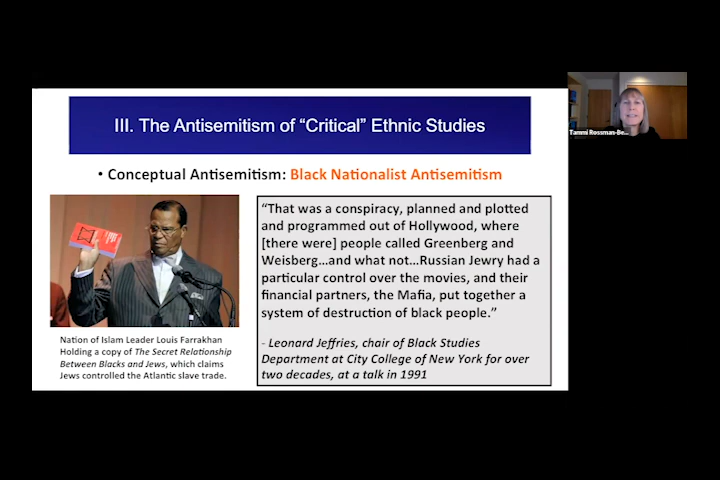 III. The Antisemitism of “Critical” Ethnic Studies
• Conceptual Antisemitism: Black Nationalist Antisemitism
Nation of Islam Leader Louis Farrakhan
Holding a copy of The Secret Relationship
Between Blacks and Jews, which claims
Jews controlled the Atlantic slave trade.
“That was a conspiracy, planned and plotted
and programmed out of Hollywood, where
[there were] people called Greenberg and
Weisberg…and what not…Russian Jewry had a
particular control over the movies, and their
financial partners, the Mafia, put together a
system of destruction of black people.”
- Leonard Jeffries, chair of Black Studies
Department at City College of New York for over
two decades, at a talk in 1991
Tammi Rossman-Be...